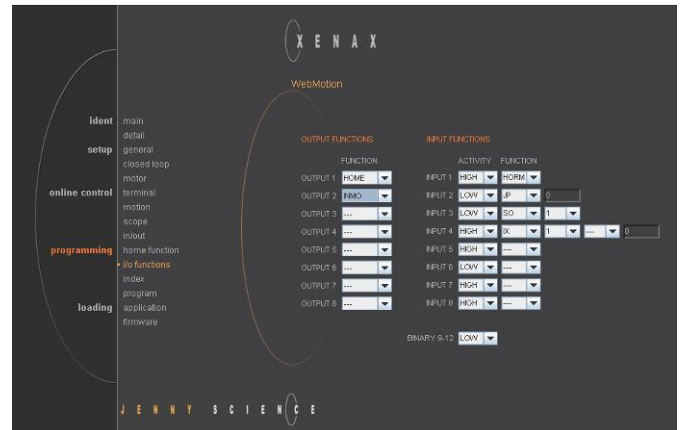 XENAX
WebMotion
ident
setup
online control
programming
loading
main
detail
general
closed loop
motor
terminal
motion
scope
in/out
home function
i/o functions
index
program
application
firmware
OUTPUT FUNCTIONS
FUNCTION
OUTPUT 1 HOME
OUTPUT 2 INMO
OUTPUT 3 ---
OUTPUT 4 ---
OUTPUT 5 ---
OUTPUT 6 ---
OUTPUT 7 ---
OUTPUT 8 ---
INPUT FUNCTIONS
ACTIVITY FUNCTION
INPUT 1 HIGH HORM
INPUT 2 LOW JP 0
INPUT 3 LOW SO 1
INPUT 4 HIGH IX 1 --- 0
INPUT 5 HIGH ---
INPUT 6 LOW ---
INPUT 7 HIGH ---
INPUT 8 HIGH ---
BINARY 9-12 LOW
JENNY SCIENCE